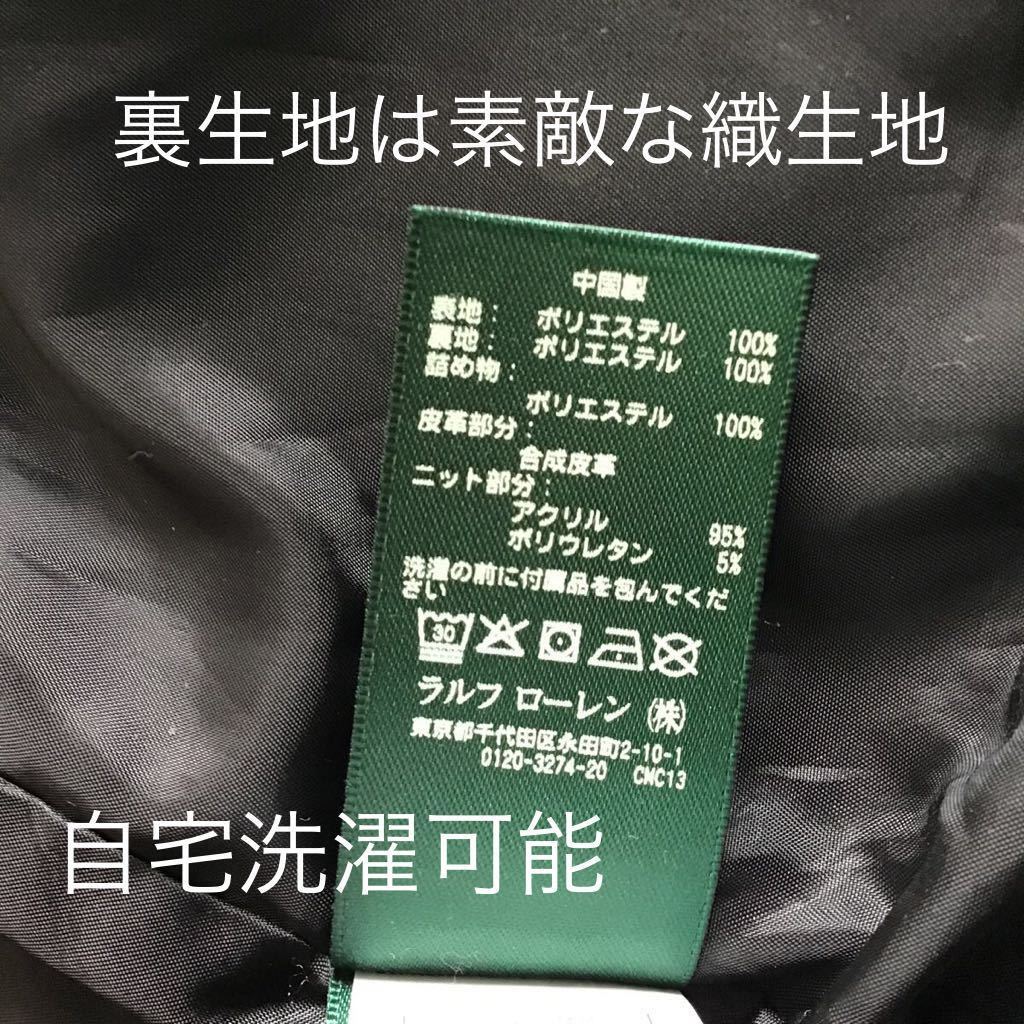 裏生地は素敵な織生地
中国製
表地: ポリエステル 100%
裏地: ポリエステル 100%
詰め物:
ポリエステル 100%
皮革部分:
合成皮革
ニット部分:
アクリル 95%
ポリウレタン 5%
洗濯の前に付属品を包んでくだ
さい
30
ラルフ ローレン (株)
東京都千代田区永田町2-10-1
0120-3274-20 CMC13
自宅洗濯可能